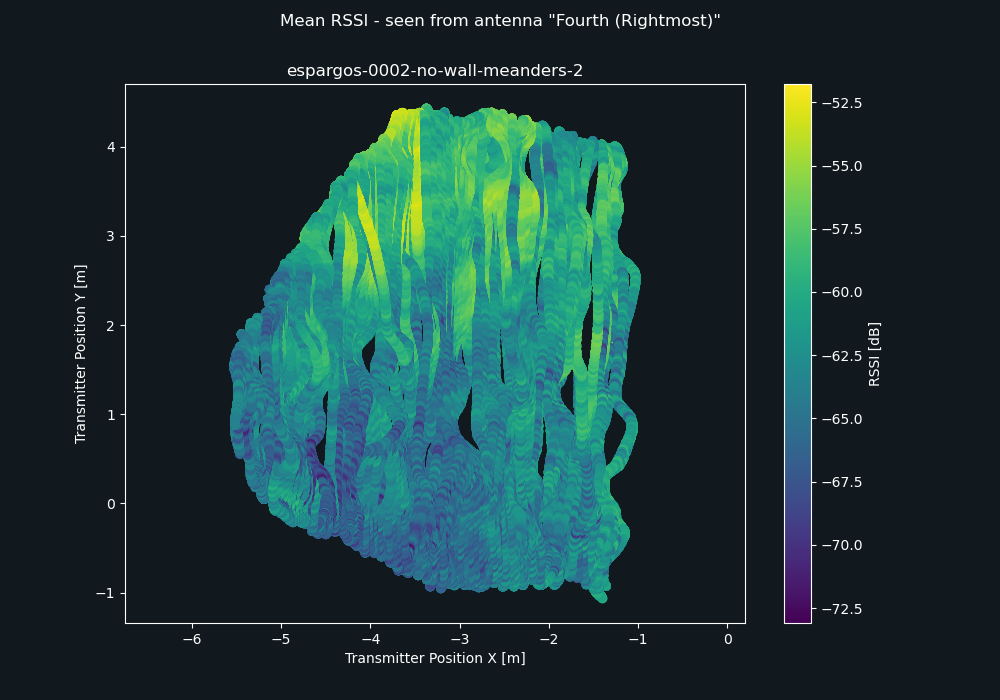 Mean RSSI - seen from antenna "Fourth (Rightmost)"
espargos-0002-no-wall-meanders-2
4
3
2
1
0
−1
Transmitter Position Y [m]
−6 −5 −4 −3 −2 −1 0
Transmitter Position X [m]
−52.5
−55.0
−57.5
−60.0
−62.5
−65.0
−67.5
−70.0
−72.5
RSSI [dB]